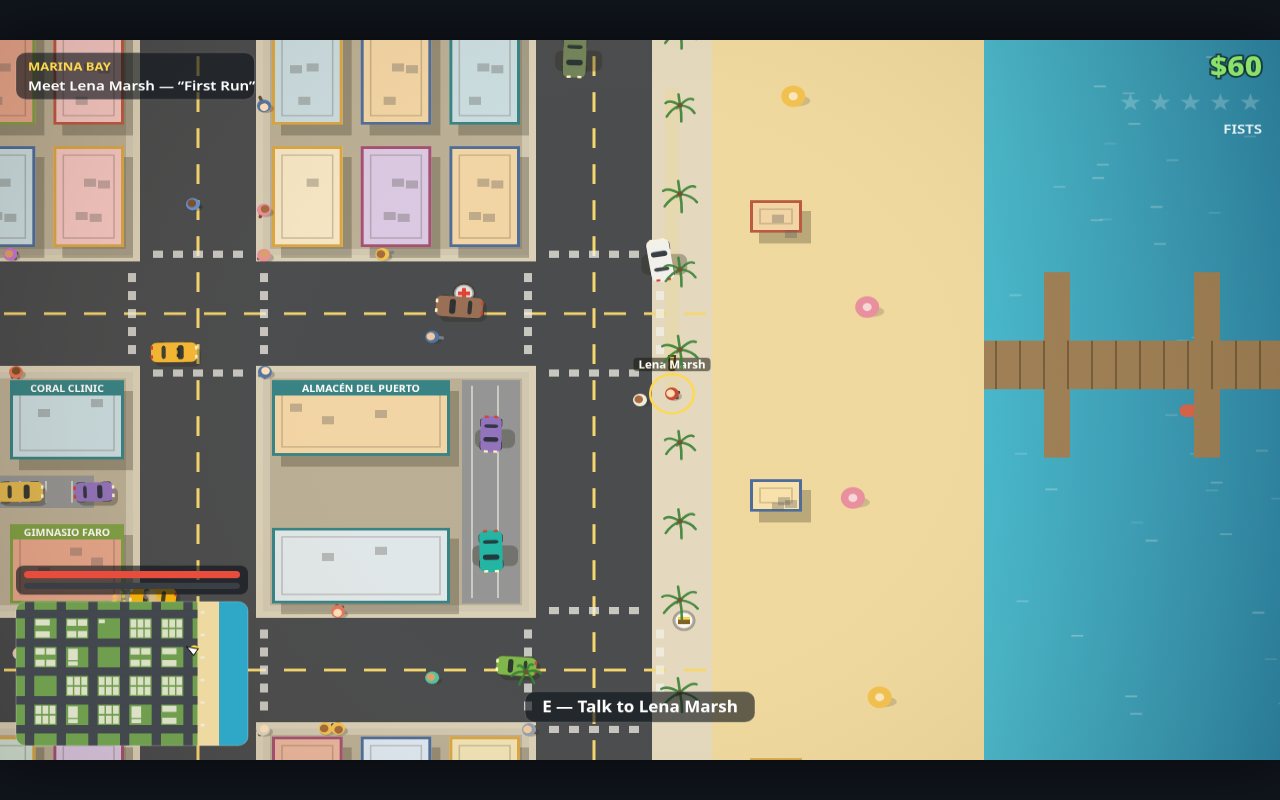 MARINA BAY
Meet Lena Marsh — “First Run”
$60
FISTS
Lena Marsh
CORAL CLINIC
ALMACÉN DEL PUERTO
GIMNASIO FARO
E — Talk to Lena Marsh